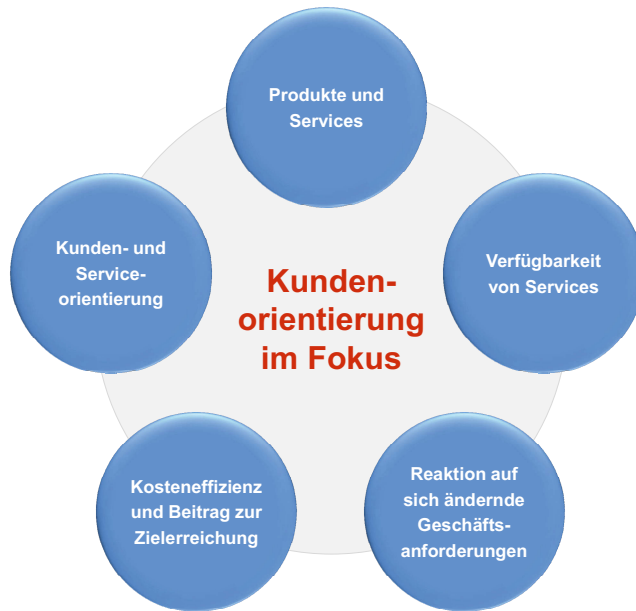 Produkte und
Services
Kunden- und
Service-
orientierung
Verfügbarkeit
von Services
Kunden-
orientierung
im Fokus
Kosteneffizienz
und Beitrag zur
Zielerreichung
Reaktion auf
sich ändernde
Geschäfts-
anforderungen